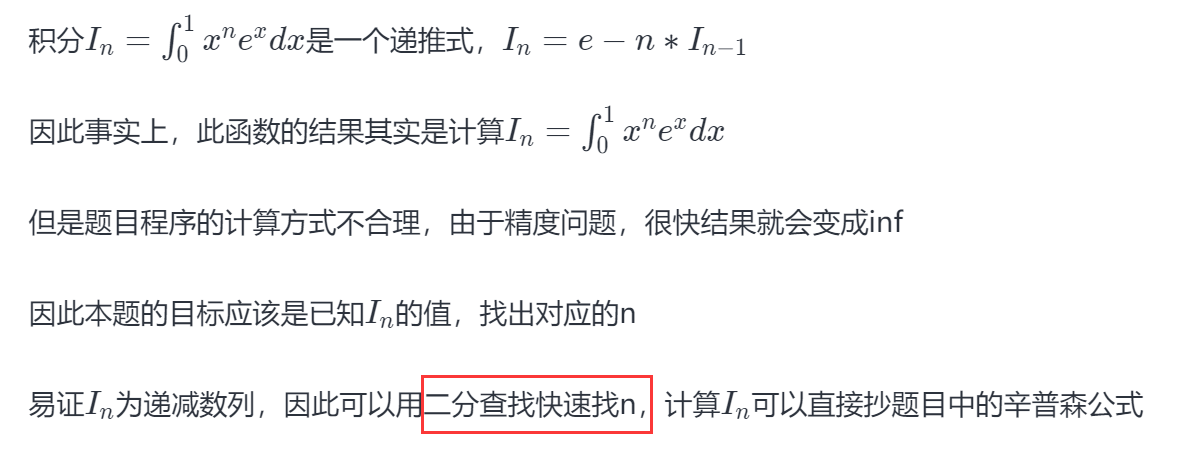 积分$I_n = \int_0^1 x^n e^x dx$是一个递推式，$I_n = e - n * I_{n-1}$
因此事实上，此函数的结果其实是计算$I_n = \int_0^1 x^n e^x dx$
但是题目程序的计算方式不合理，由于精度问题，很快结果就会变成inf
因此本题的目标应该是已知$I_n$的值，找出对应的n
易证$I_n$为递减数列，因此可以用二分查找快速找n，计算$I_n$可以直接抄题目中的辛普森公式